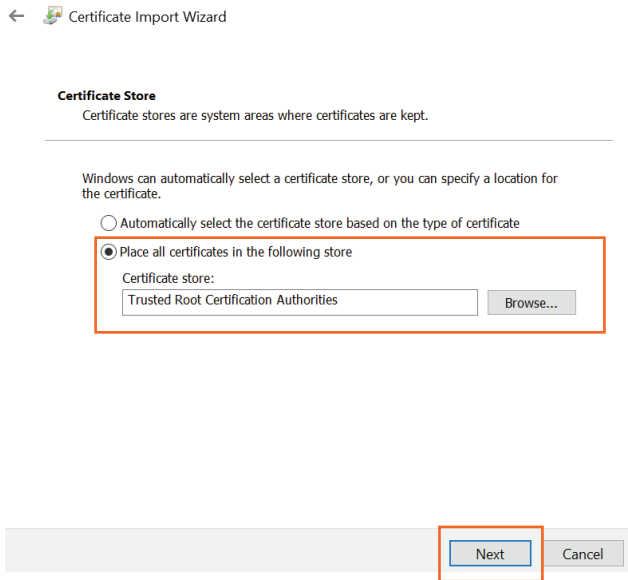 Certificate Import Wizard
Certificate Store
Certificate stores are system areas where certificates are kept.
Windows can automatically select a certificate store, or you can specify a location for
the certificate.
Automatically select the certificate store based on the type of certificate
Place all certificates in the following store
Certificate store:
Trusted Root Certification Authorities
Browse...
Next
Cancel